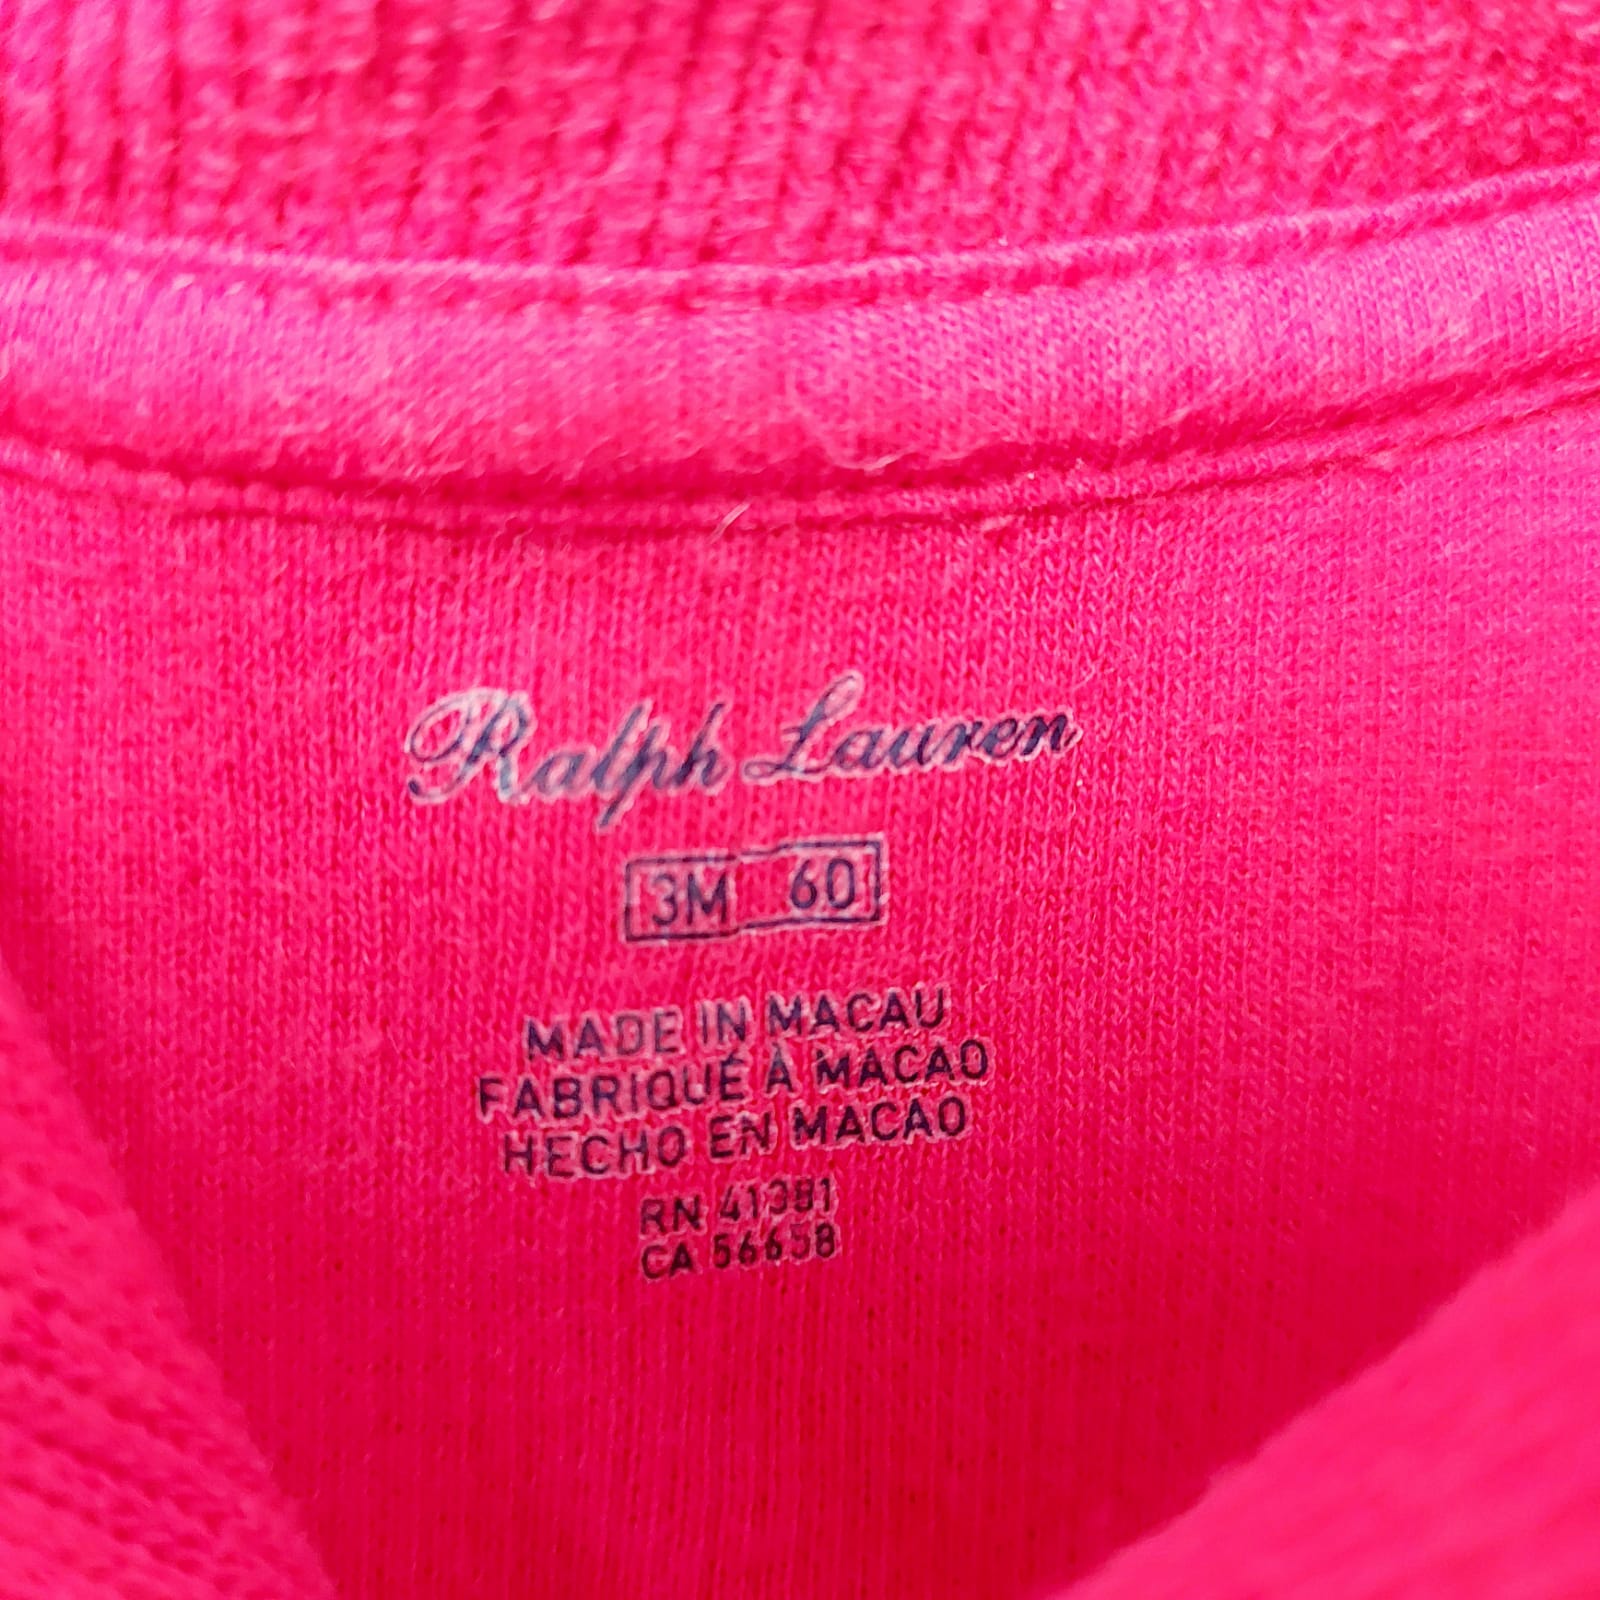 Ralph Lauren
3M 60
MADE IN MACAU
FABRIQUÉ À MACAO
HECHO EN MACAO
RN 41381
CA 56658